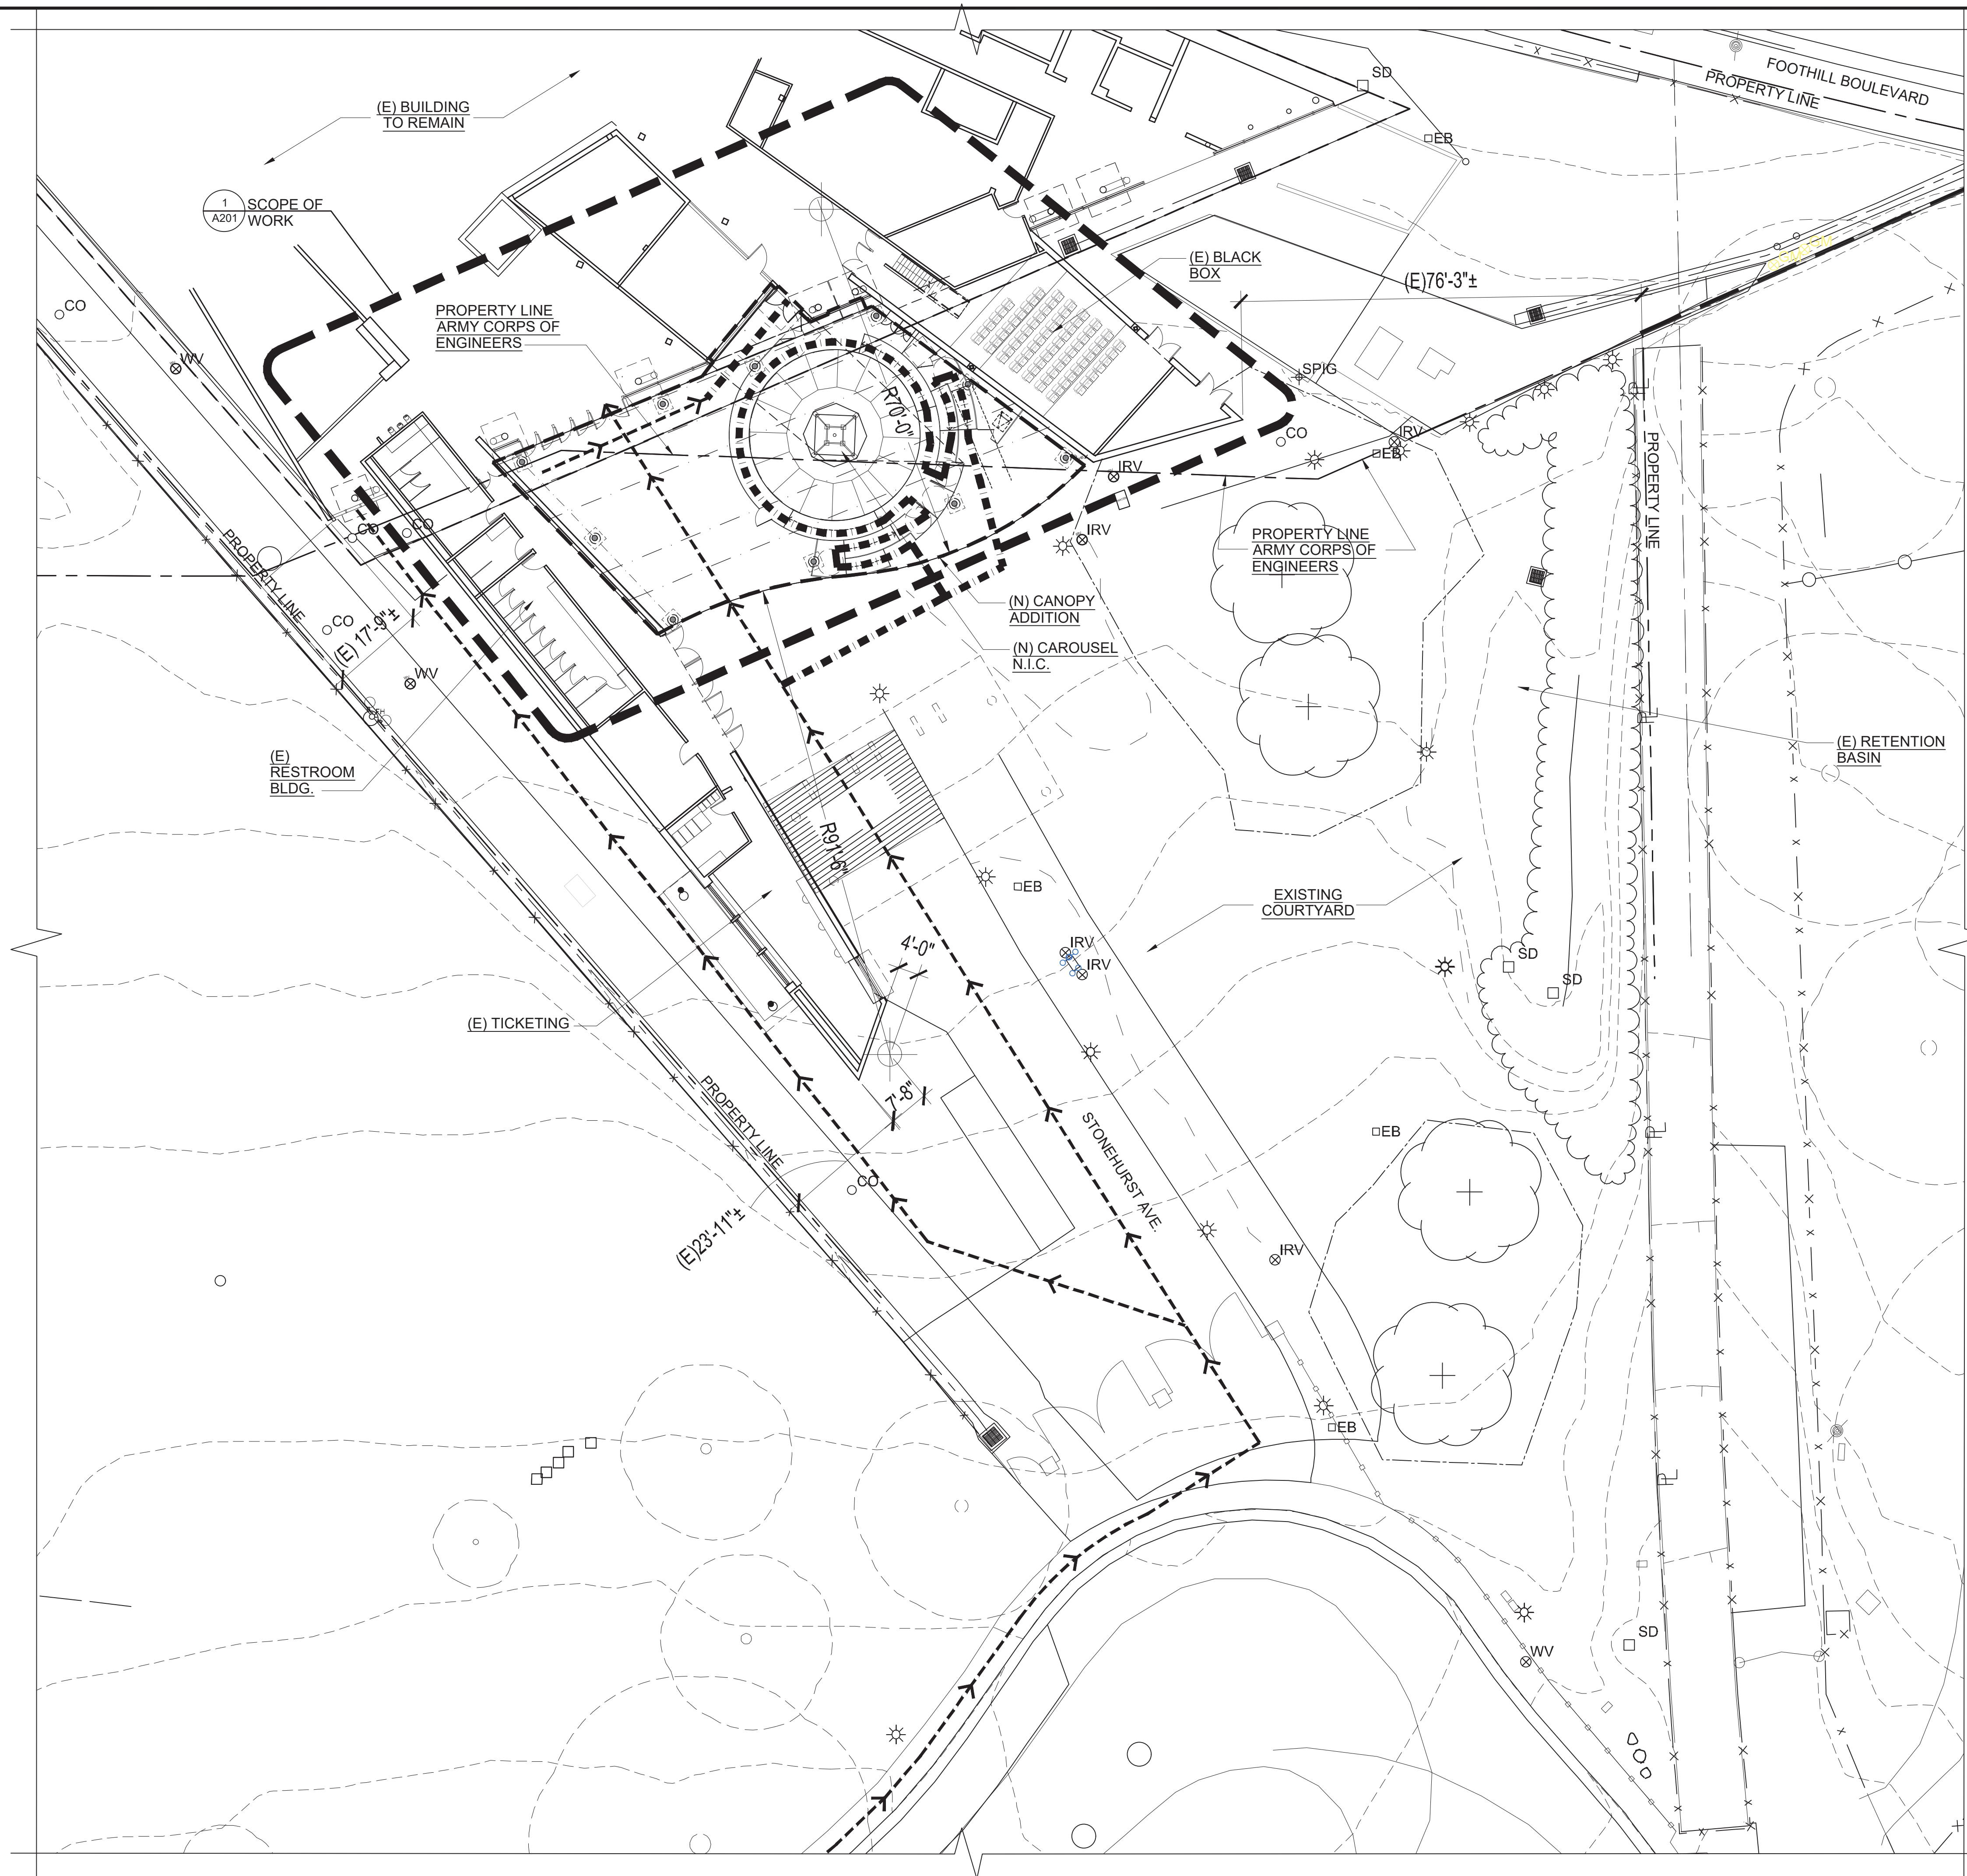 FOOTHILL BOULEVARD
PROPERTY LINE
SD
(E) BUILDING
TO REMAIN
EB
1
A201
SCOPE OF
WORK
(E) BLACK
BOX
(E)76'-3"±
CO
PROPERTY LINE
ARMY CORPS OF
ENGINEERS
WV
SPIG
R70'-0"
CO
IRV
EB
IRV
PROPERTY LINE
CO
CO
IRV
PROPERTY LINE
ARMY CORPS OF
ENGINEERS
PROPERTY LINE
(N) CANOPY
ADDITION
CO
(E) 17'-9"±
(N) CAROUSEL
N.I.C.
WV
FH
(E) RETENTION
BASIN
(E)
RESTROOM
BLDG.
R91'-6"
EB
EXISTING
COURTYARD
4'-0"
IRV
IRV
SD
SD
(E) TICKETING
7'-8"
PROPERTY LINE
STONEHURST AVE.
EB
CO
(E)23'-11"±
IRV
EB
SD
WV